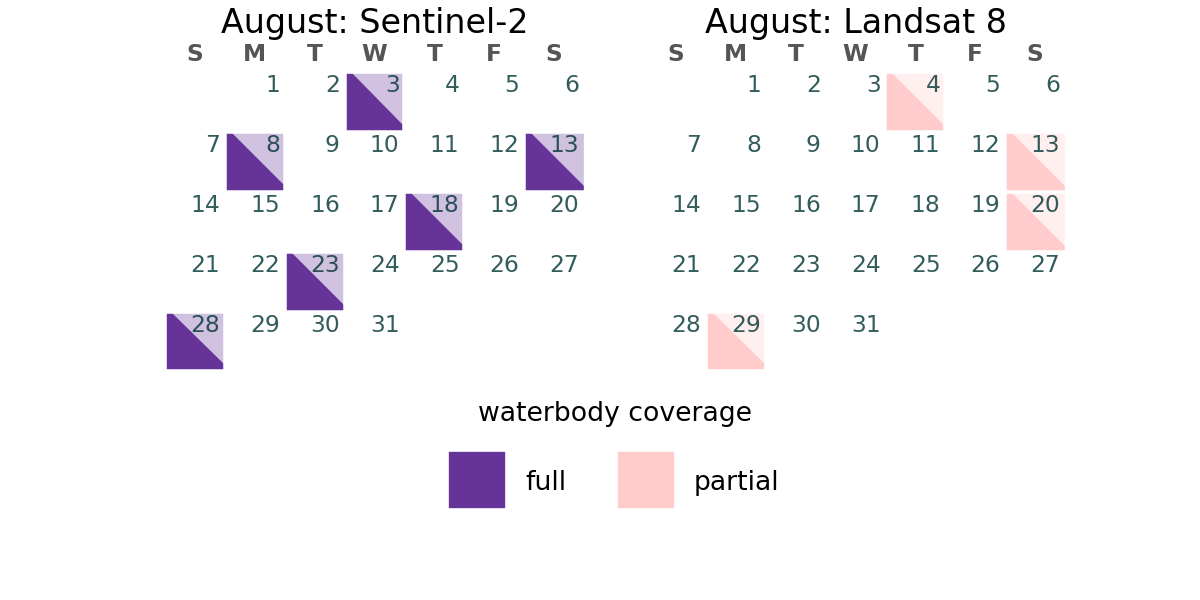 August: Sentinel-2
S M T W T F S
1 2 3 4 5 6
7 8 9 10 11 12 13
14 15 16 17 18 19 20
21 22 23 24 25 26 27
28 29 30 31
August: Landsat 8
S M T W T F S
1 2 3 4 5 6
7 8 9 10 11 12 13
14 15 16 17 18 19 20
21 22 23 24 25 26 27
28 29 30 31
waterbody coverage
full partial